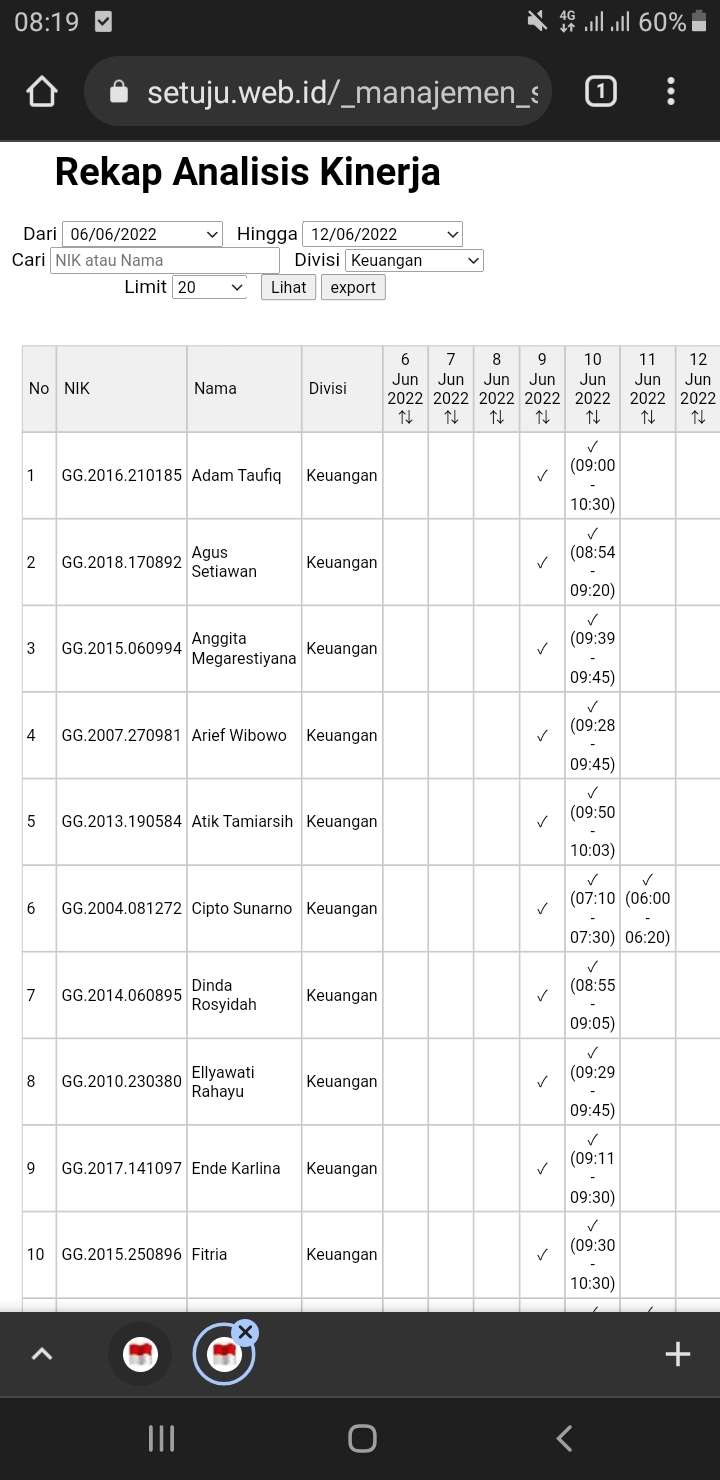 08:19 4G 60%
setuju.web.id/_manajemen_s 1
Rekap Analisis Kinerja
Dari 06/06/2022 Hingga 12/06/2022
Cari NIK atau Nama Divisi Keuangan
Limit 20 Lihat export
No NIK Nama Divisi 6 Jun 2022 ↑↓ 7 Jun 2022 ↑↓ 8 Jun 2022 ↑↓ 9 Jun 2022 ↑↓ 10 Jun 2022 ↑↓ 11 Jun 2022 ↑↓ 12 Jun 2022 ↑↓
1 GG.2016.210185 Adam Taufiq Keuangan ✓ ✓ (09:00 - 10:30)
2 GG.2018.170892 Agus Setiawan Keuangan ✓ ✓ (08:54 - 09:20)
3 GG.2015.060994 Anggita Megarestiyana Keuangan ✓ ✓ (09:39 - 09:45)
4 GG.2007.270981 Arief Wibowo Keuangan ✓ ✓ (09:28 - 09:45)
5 GG.2013.190584 Atik Tamiarsih Keuangan ✓ ✓ (09:50 - 10:03)
6 GG.2004.081272 Cipto Sunarno Keuangan ✓ ✓ (07:10 - 07:30) ✓ (06:00 - 06:20)
7 GG.2014.060895 Dinda Rosyidah Keuangan ✓ ✓ (08:55 - 09:05)
8 GG.2010.230380 Ellyawati Rahayu Keuangan ✓ ✓ (09:29 - 09:45)
9 GG.2017.141097 Ende Karlina Keuangan ✓ ✓ (09:11 - 09:30)
10 GG.2015.250896 Fitria Keuangan ✓ ✓ (09:30 - 10:30)